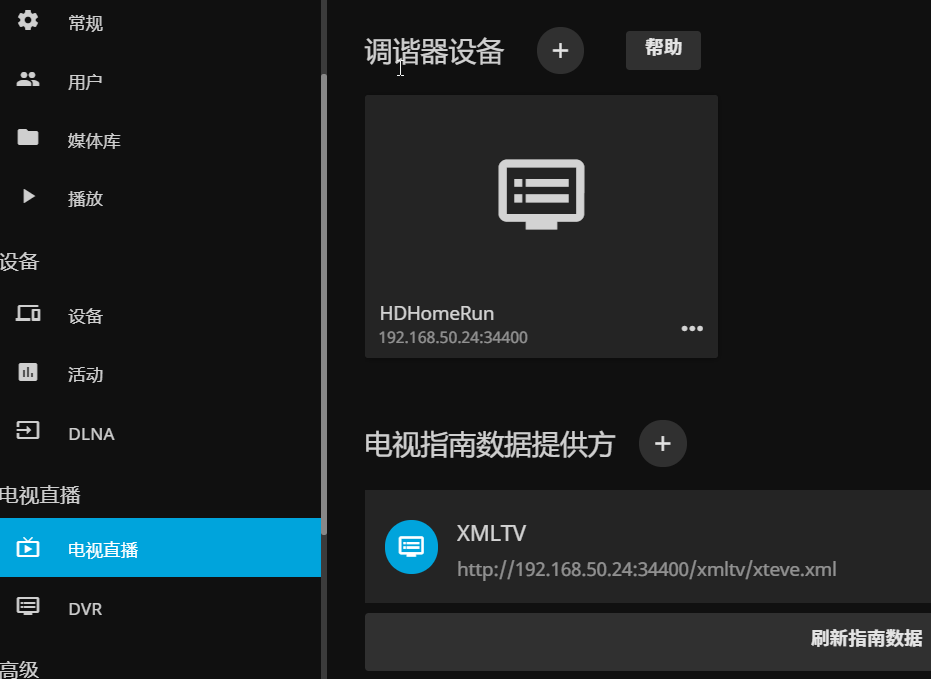 常规
用户
媒体库
播放
设备
设备
活动
DLNA
电视直播
电视直播
DVR
高级
调谐器设备
帮助
HDHomeRun
192.168.50.24:34400
电视指南数据提供方
XMLTV
http://192.168.50.24:34400/xmltv/xteve.xml
刷新指南数据